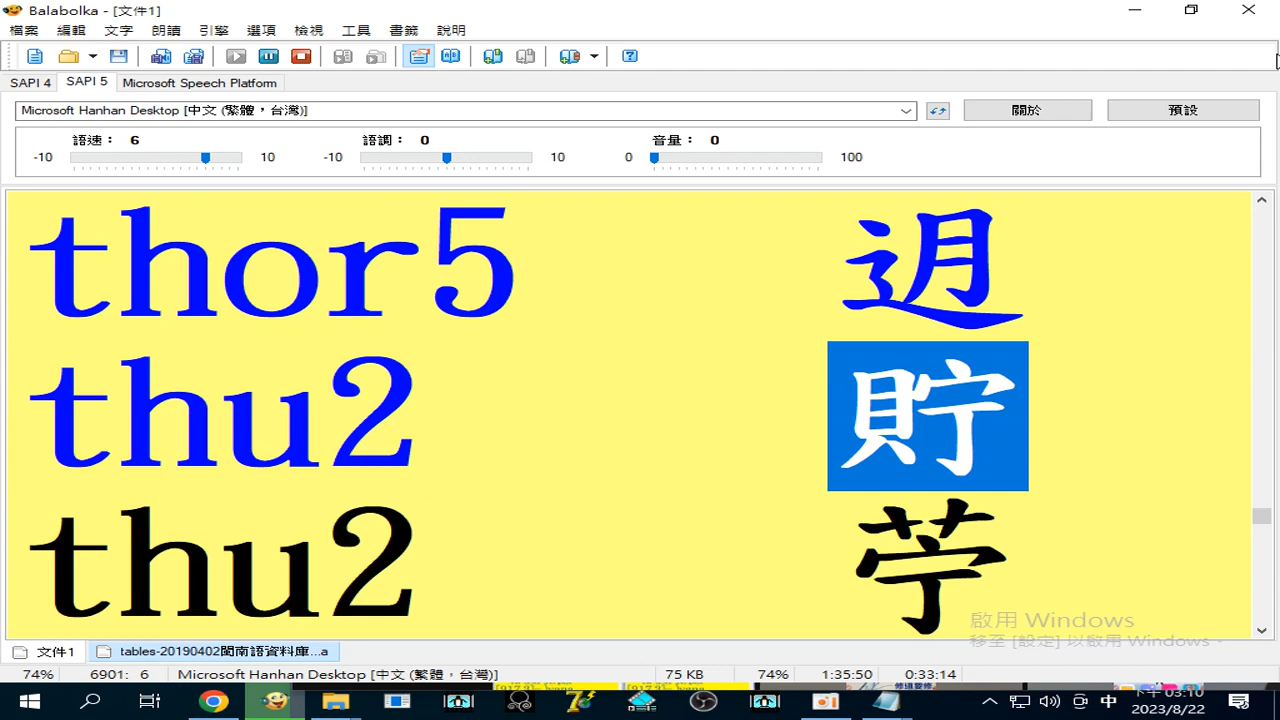 Balabolka - [文件1]
檔案 編輯 文字 朗讀 引擎 選項 檢視 工具 書籤 說明
SAPI 4 SAPI 5 Microsoft Speech Platform
Microsoft Hanhan Desktop [中文 (繁體，台灣)] 關於 預設
語速： 6 語調： 0 音量： 0
-10 10 -10 10 0 100
thor5 迌
thu2 貯
thu2 苧
啟用 Windows
移至 [設定] 以啟用 Windows。
文件1 tables-20190402閩南語資料庫...a
74% 6901: 6 Microsoft Hanhan Desktop [中文 (繁體，台灣)] 75 KB 74% 1:35:50 0:33:14
中 下午 03:10
2023/8/22